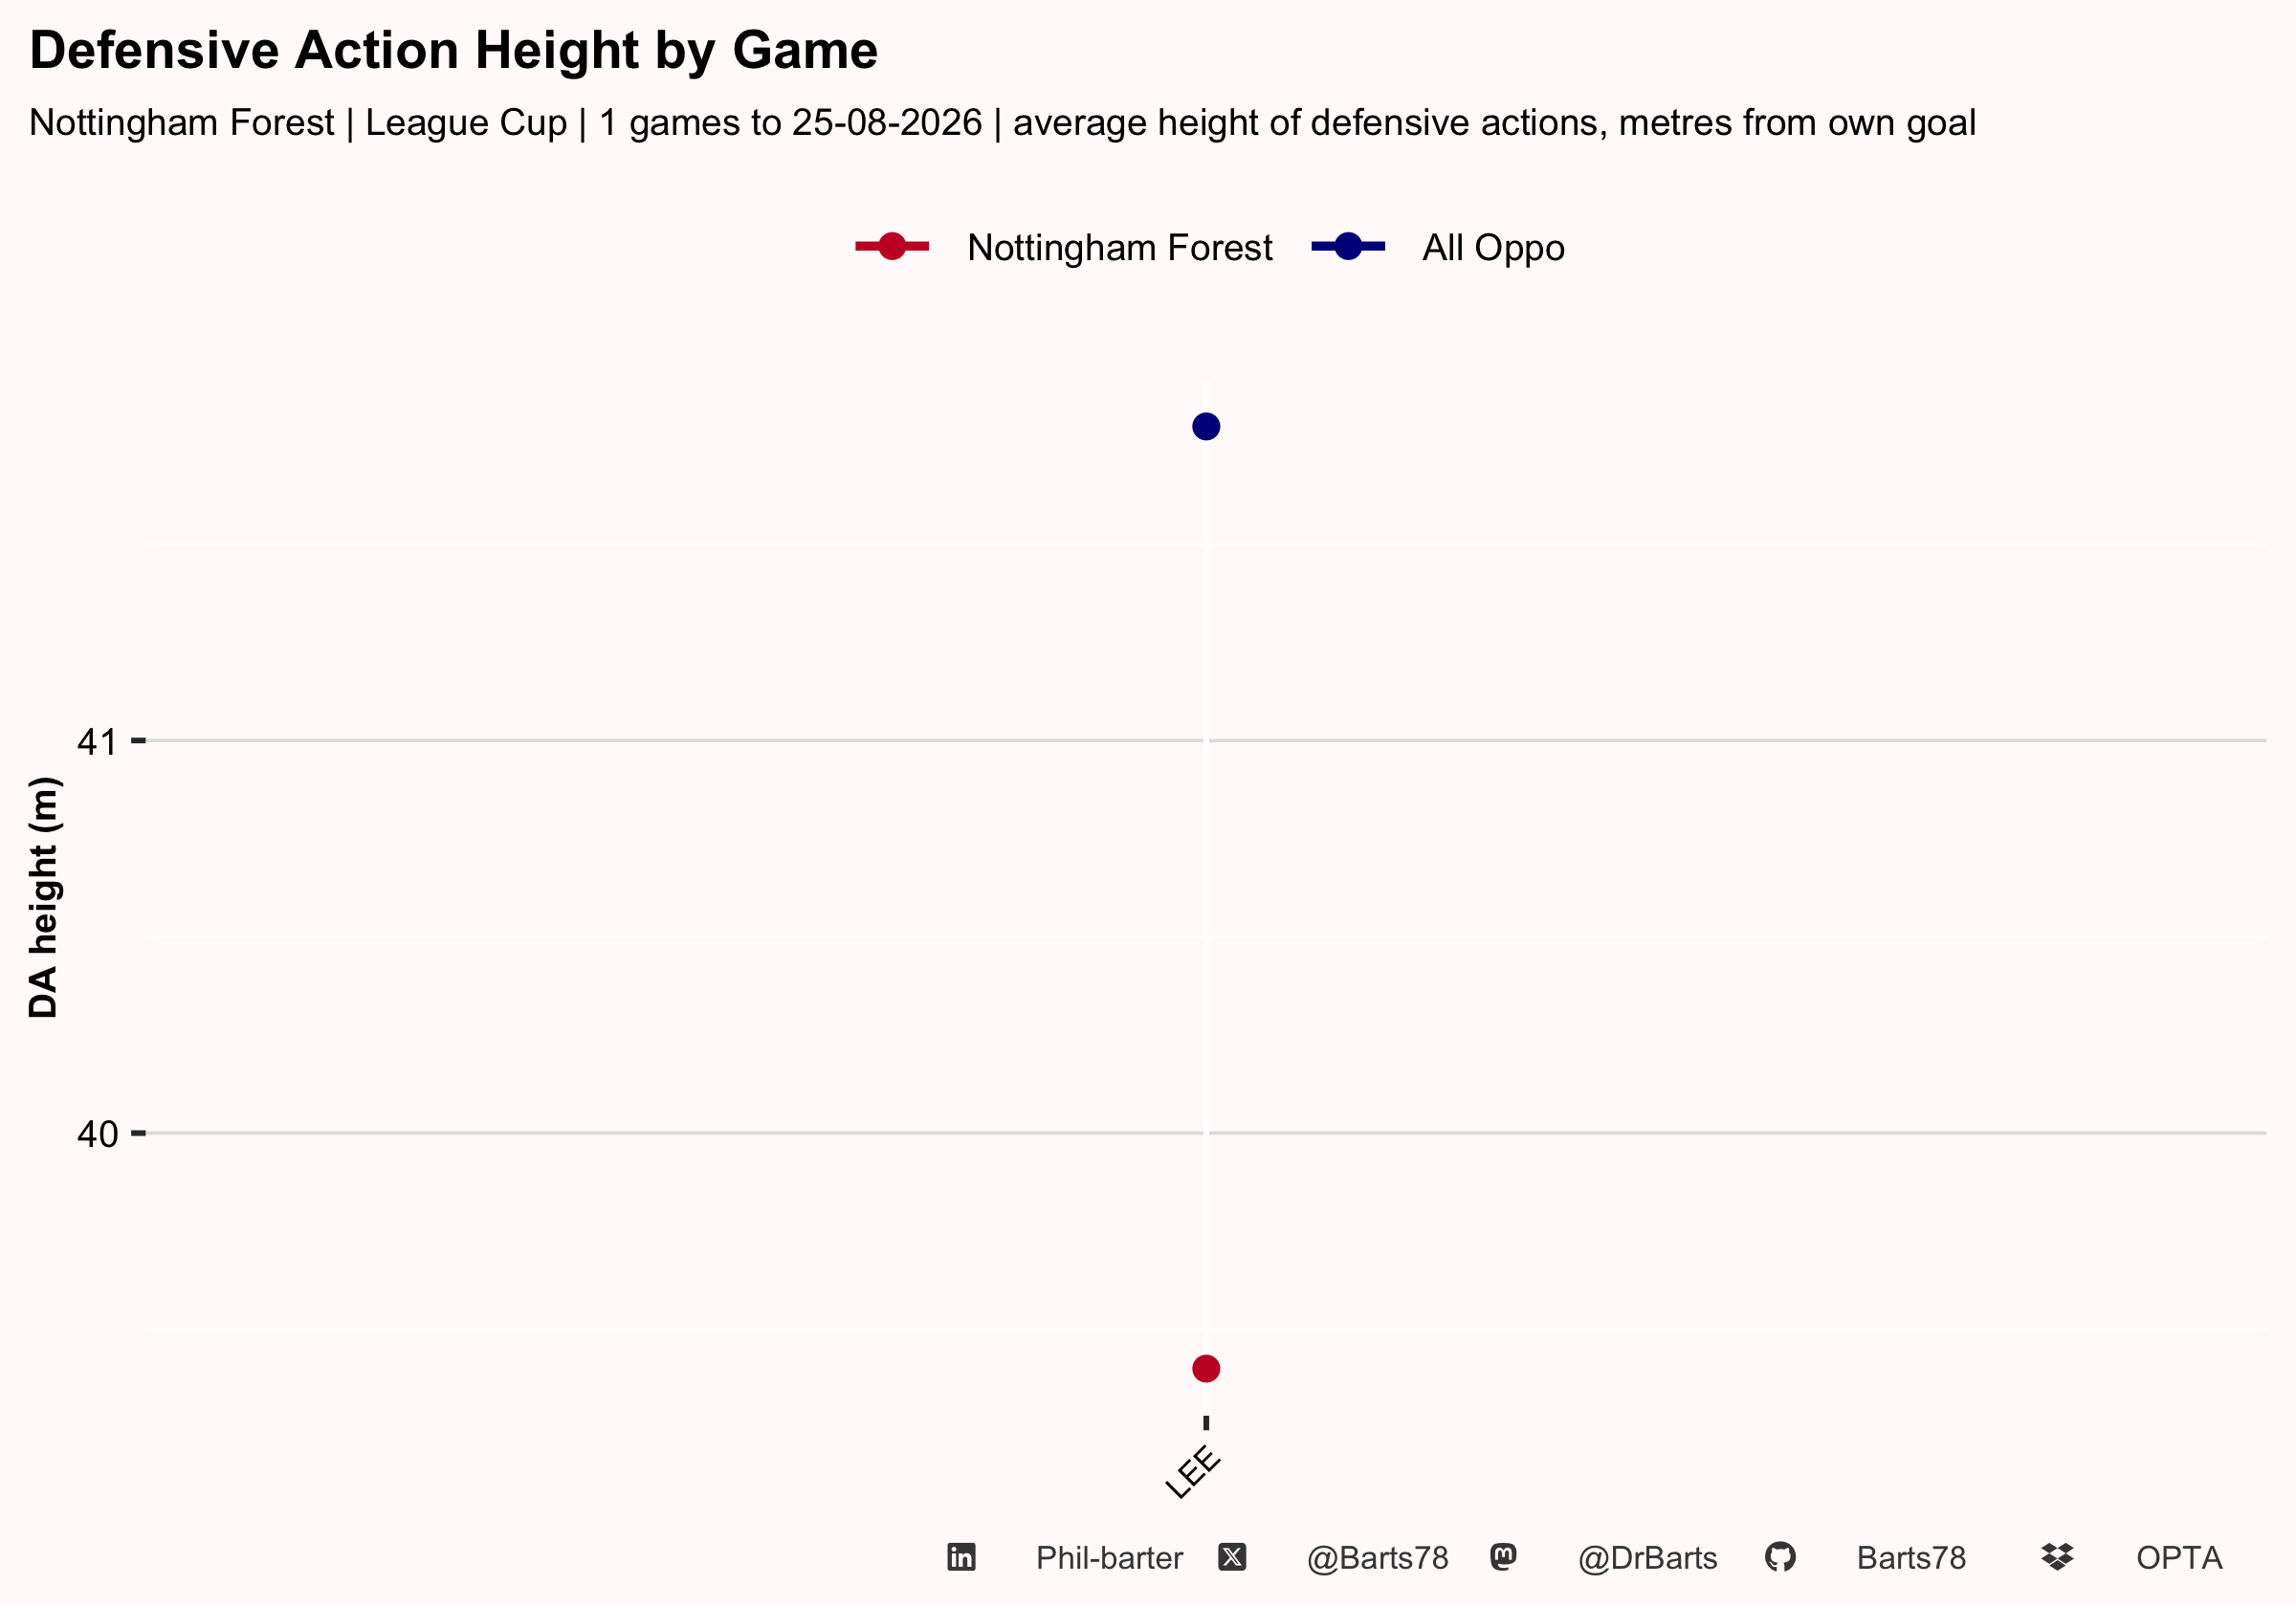 Defensive Action Height by Game
Nottingham Forest | League Cup | 1 games to 25-08-2026 | average height of defensive actions, metres from own goal
Nottingham Forest All Oppo
41
DA height (m)
40
LEE
Phil-barter @Barts78 @DrBarts Barts78 OPTA